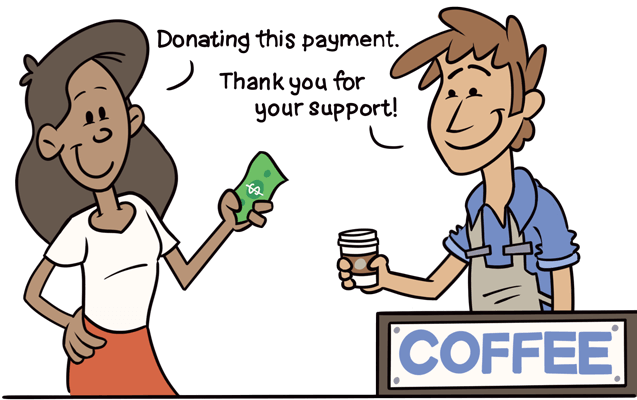 Donating this payment.
Thank you for
your support!
COFFEE